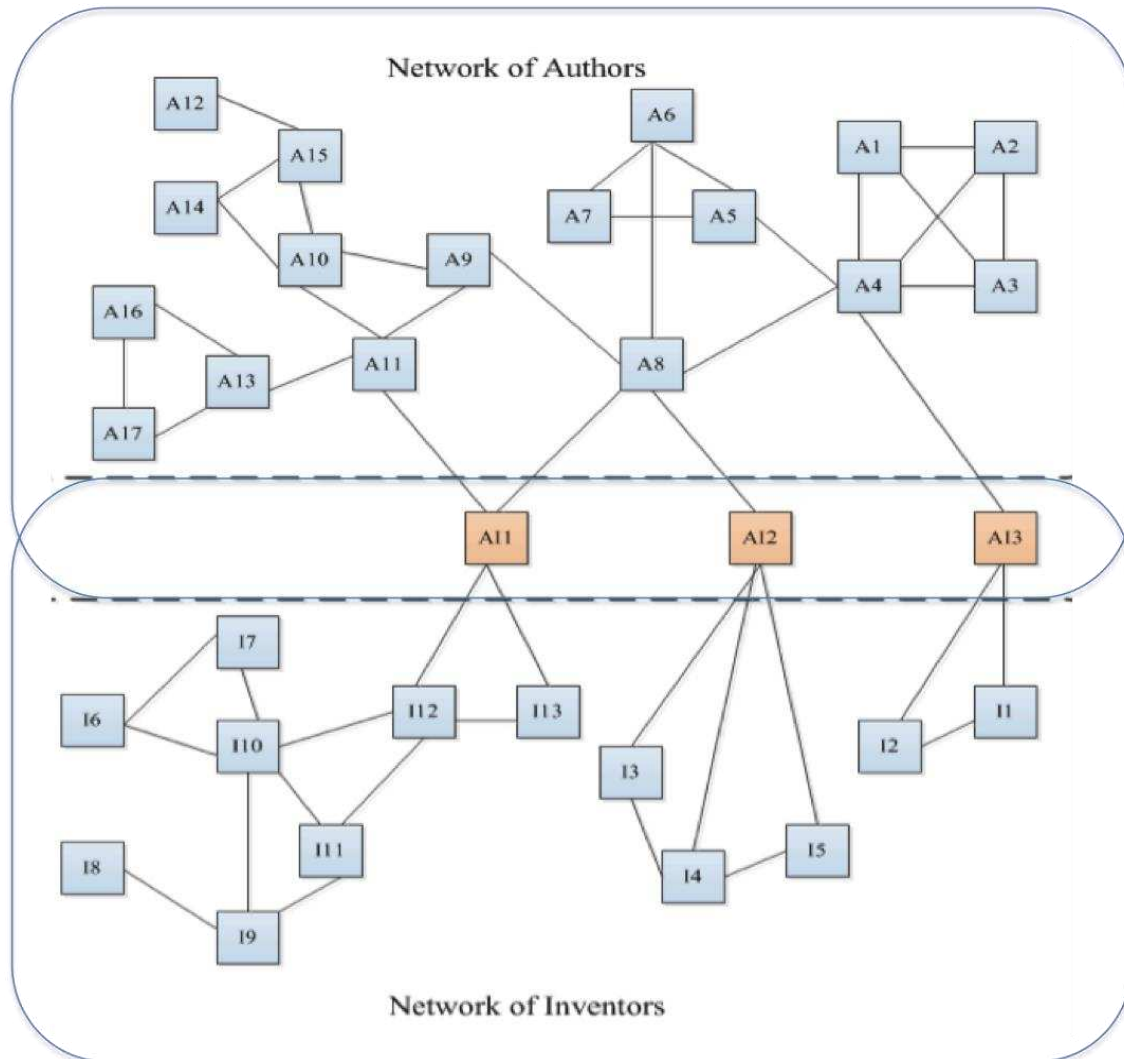 Network of Authors
A6
A12
A1
A2
A15
A14
A7
A5
A10
A9
A4
A3
A16
A11
A8
A13
A17
AI1
AI2
AI3
I7
I6
I12
I13
I1
I10
I2
I3
I11
I5
I8
I4
I9
Network of Inventors